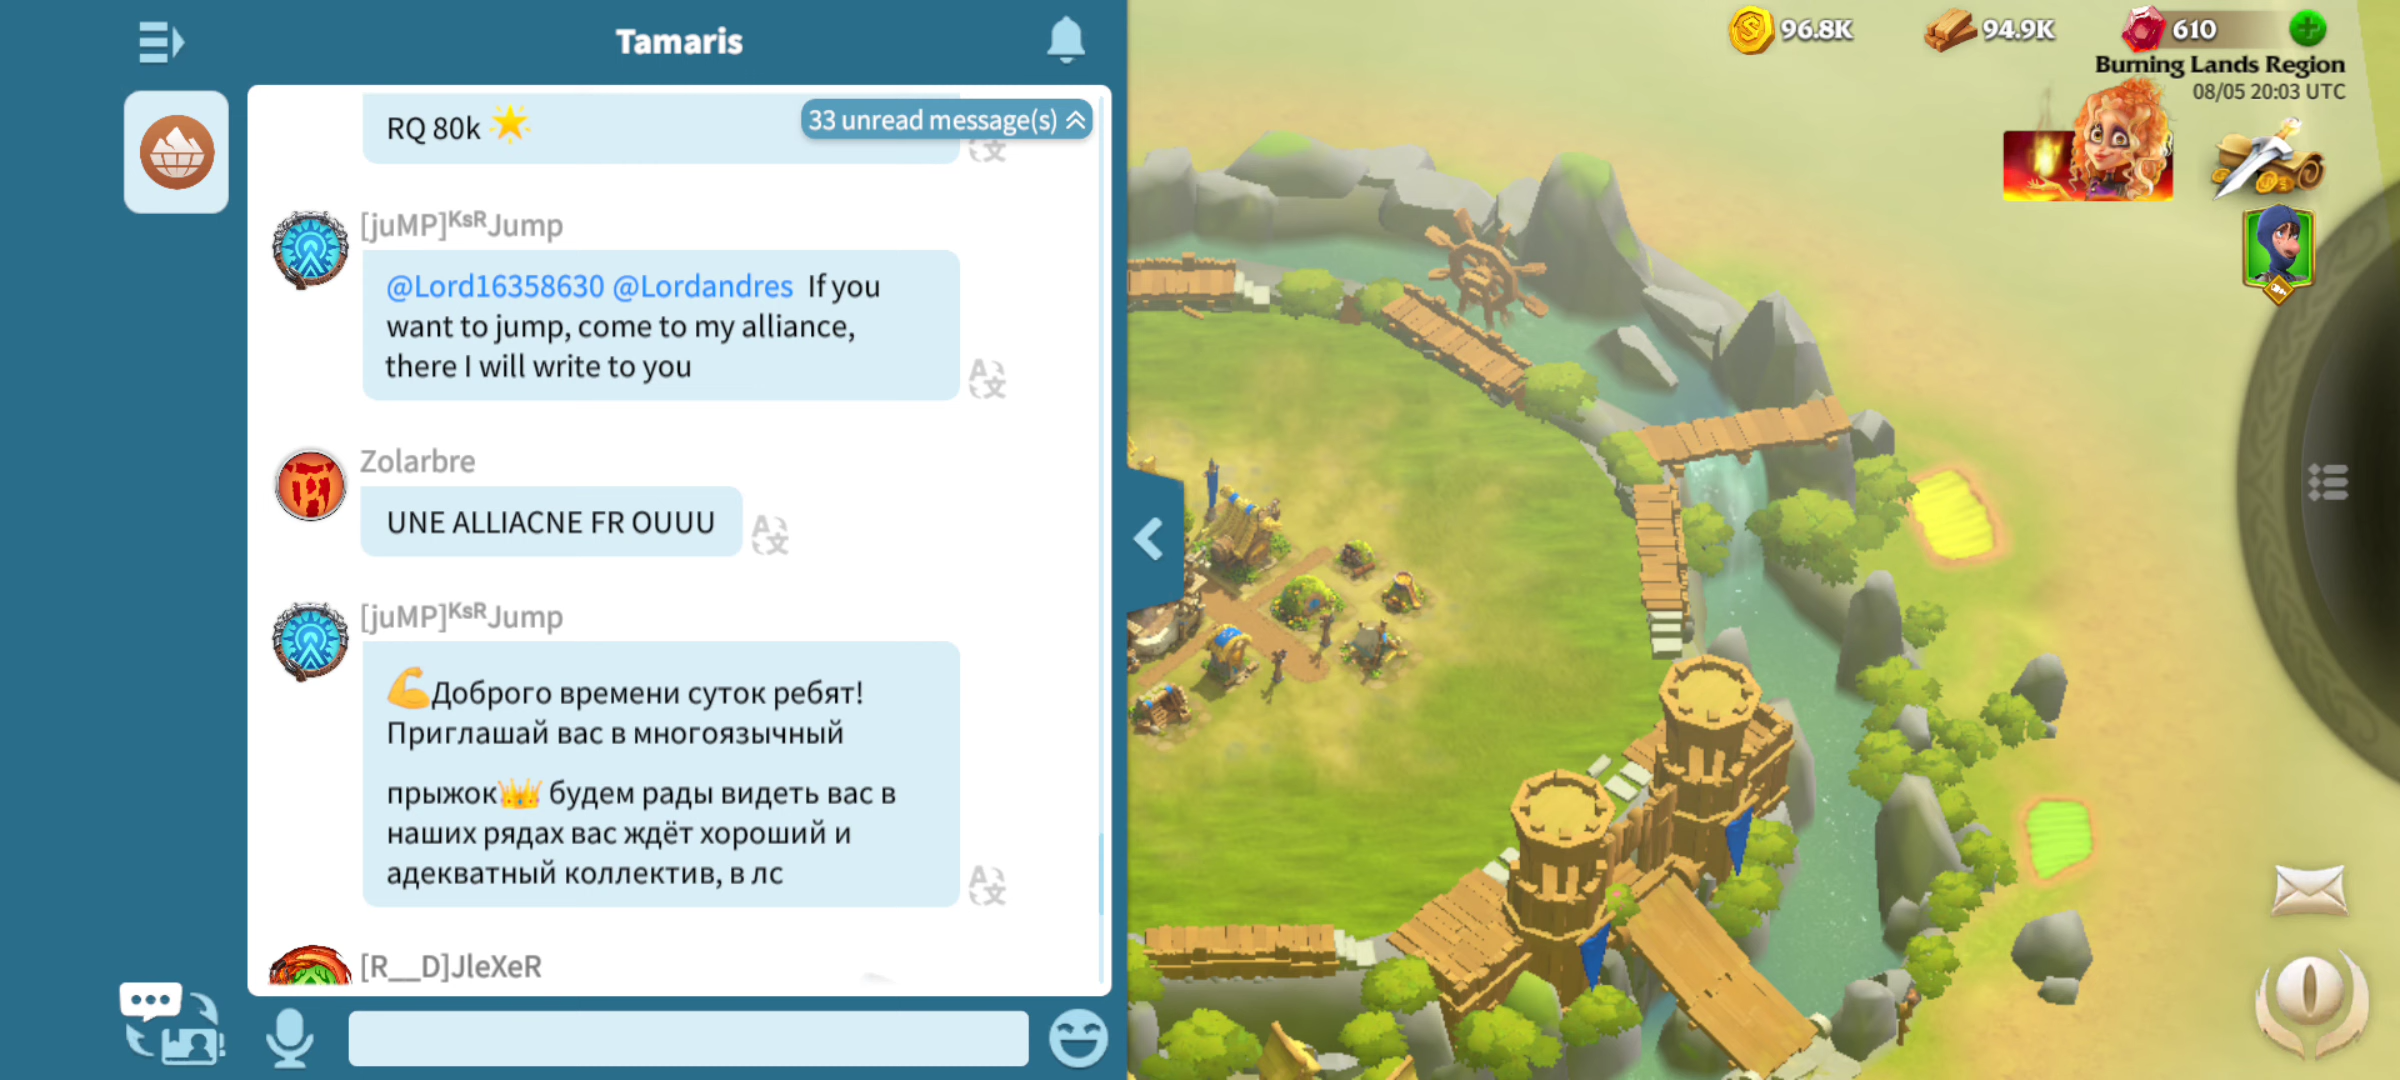 Tamaris
RQ 80k
33 unread message(s)
[juMP]ᴷˢᴿJump
@Lord16358630 @Lordandres If you
want to jump, come to my alliance,
there I will write to you
Zolarbre
UNE ALLIACNE FR OUUU
[juMP]ᴷˢᴿJump
💪Доброго времени суток ребят!
Приглашай вас в многоязычный
прыжок👑 будем рады видеть вас в
наших рядах вас ждёт хороший и
адекватный коллектив, в лс
[R__D]JleXeR
96.8K
94.9K
610
Burning Lands Region
08/05 20:03 UTC